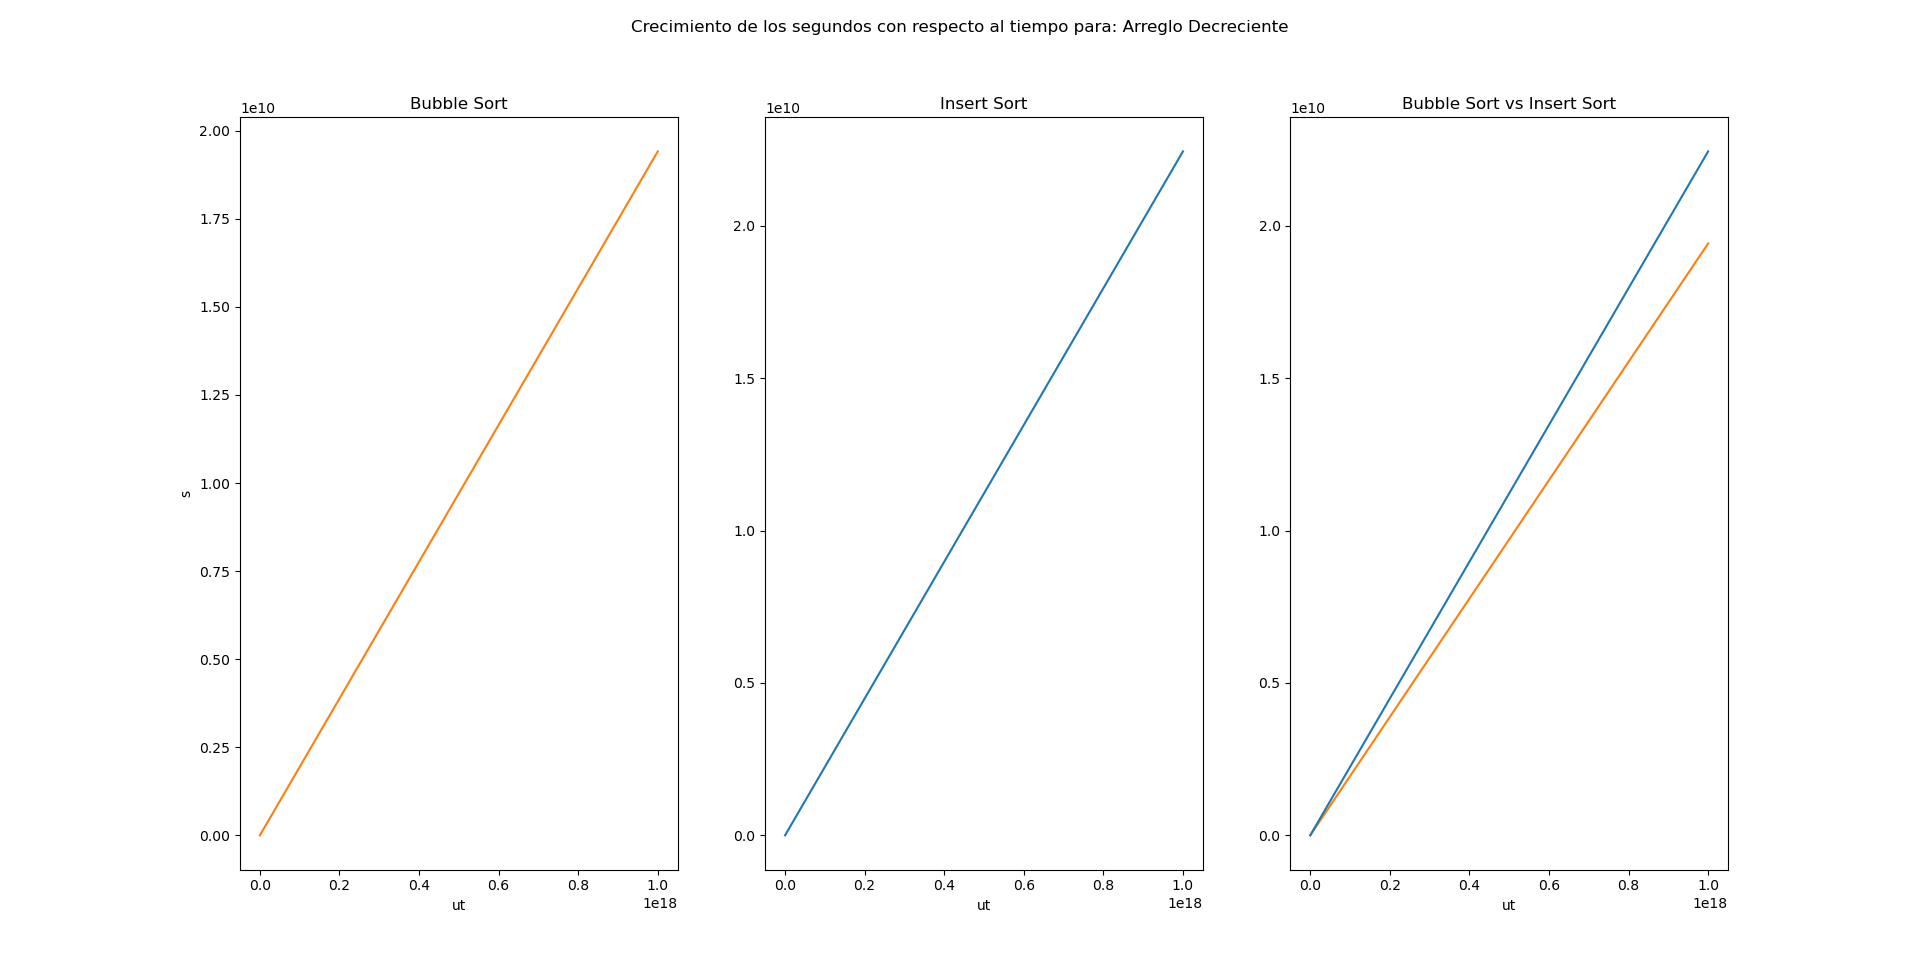 Crecimiento de los segundos con respecto al tiempo para: Arreglo Decreciente
Bubble Sort
1e10
2.00
1.75
1.50
1.25
1.00
0.75
0.50
0.25
0.00
s
0.0 0.2 0.4 0.6 0.8 1.0
1e18
ut
Insert Sort
1e10
2.0
1.5
1.0
0.5
0.0
0.0 0.2 0.4 0.6 0.8 1.0
1e18
ut
Bubble Sort vs Insert Sort
1e10
2.0
1.5
1.0
0.5
0.0
0.0 0.2 0.4 0.6 0.8 1.0
1e18
ut